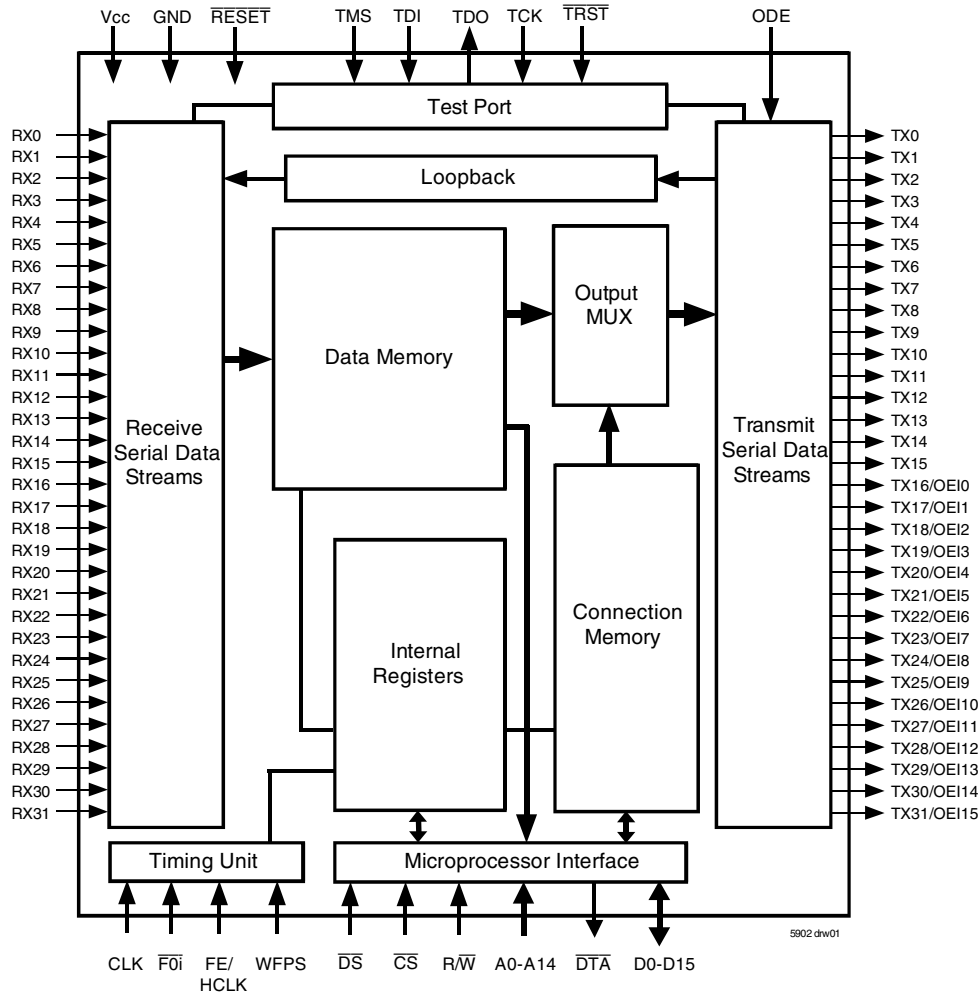 Vcc GND RESET TMS TDI TDO TCK TRST ODE
Test Port
Loopback
Receive
Serial Data
Streams
Data Memory
Output
MUX
Transmit
Serial Data
Streams
Internal
Registers
Connection
Memory
Timing Unit
Microprocessor Interface
RX0
RX1
RX2
RX3
RX4
RX5
RX6
RX7
RX8
RX9
RX10
RX11
RX12
RX13
RX14
RX15
RX16
RX17
RX18
RX19
RX20
RX21
RX22
RX23
RX24
RX25
RX26
RX27
RX28
RX29
RX30
RX31
TX0
TX1
TX2
TX3
TX4
TX5
TX6
TX7
TX8
TX9
TX10
TX11
TX12
TX13
TX14
TX15
TX16/OEI0
TX17/OEI1
TX18/OEI2
TX19/OEI3
TX20/OEI4
TX21/OEI5
TX22/OEI6
TX23/OEI7
TX24/OEI8
TX25/OEI9
TX26/OEI10
TX27/OEI11
TX28/OEI12
TX29/OEI13
TX30/OEI14
TX31/OEI15
5902 drw01
CLK F0i FE/ WFPS DS CS R/W A0-A14 DTA D0-D15
HCLK